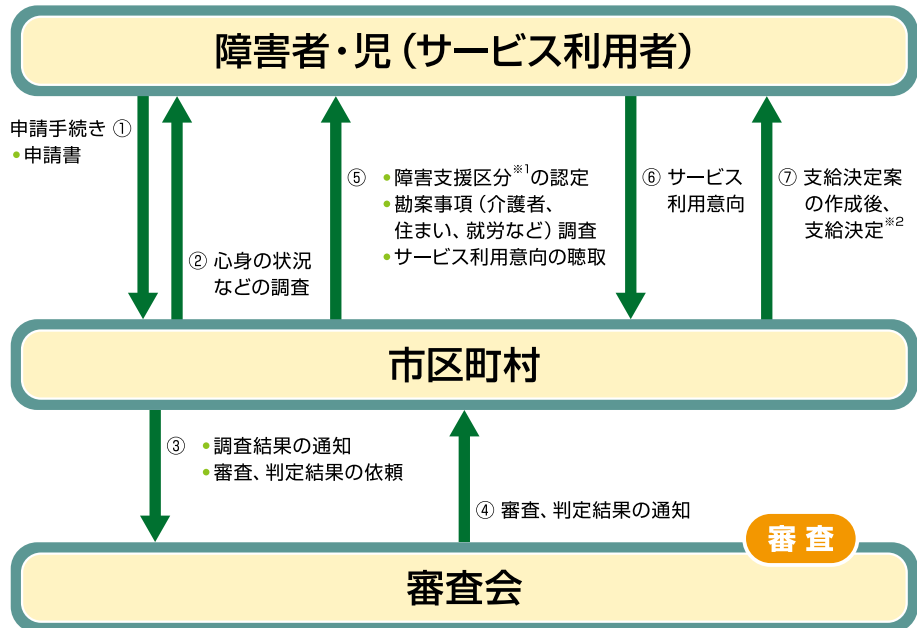 障害者・児（サービス利用者）
申請手続き ①
• 申請書
② 心身の状況
などの調査
⑤ • 障害支援区分※1の認定
• 勘案事項（介護者、
住まい、就労など）調査
• サービス利用意向の聴取
⑥ サービス
利用意向
⑦ 支給決定案
の作成後、
支給決定※2
市区町村
③ • 調査結果の通知
• 審査、判定結果の依頼
④ 審査、判定結果の通知
審査
審査会